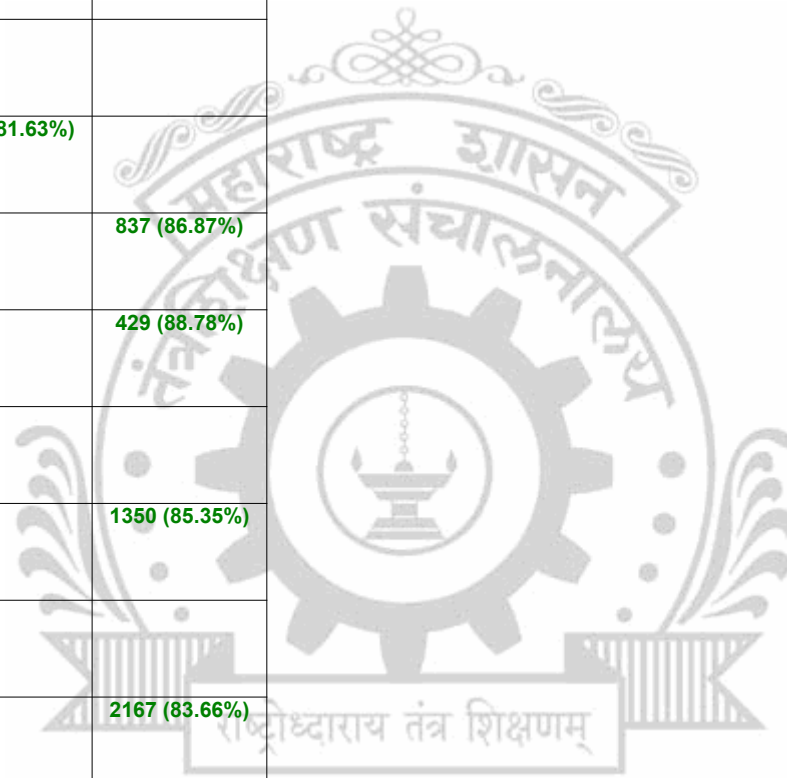 महाराष्ट्र शासन
81.63%)
तंत्रशिक्षण संचालनालय
837 (86.87%)
429 (88.78%)
1350 (85.35%)
2167 (83.66%)
राष्ट्रोध्दाराय तंत्र शिक्षणम्